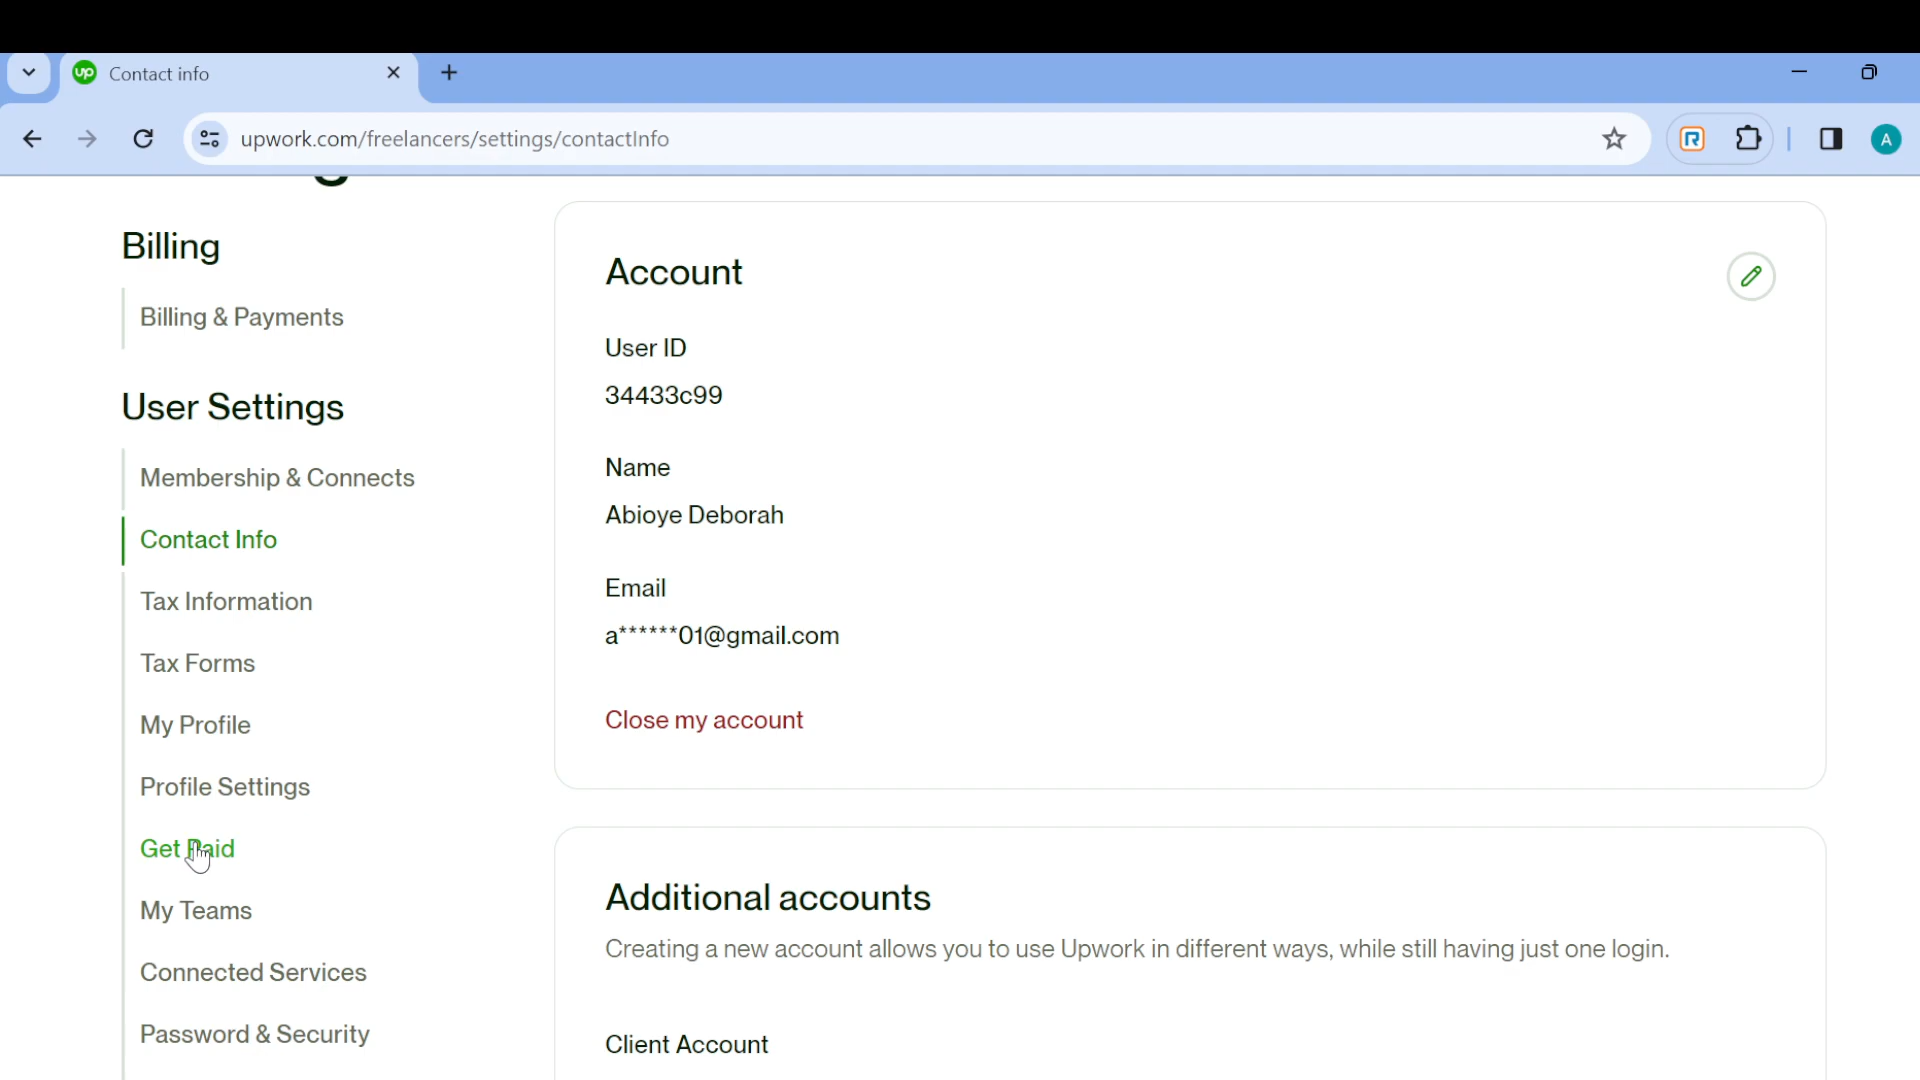 up Contact info
upwork.com/freelancers/settings/contactInfo
A
Billing
Billing & Payments
User Settings
Membership & Connects
Contact Info
Tax Information
Tax Forms
My Profile
Profile Settings
Get Paid
My Teams
Connected Services
Password & Security
Account
User ID
34433c99
Name
Abioye Deborah
Email
a******01@gmail.com
Close my account
Additional accounts
Creating a new account allows you to use Upwork in different ways, while still having just one login.
Client Account